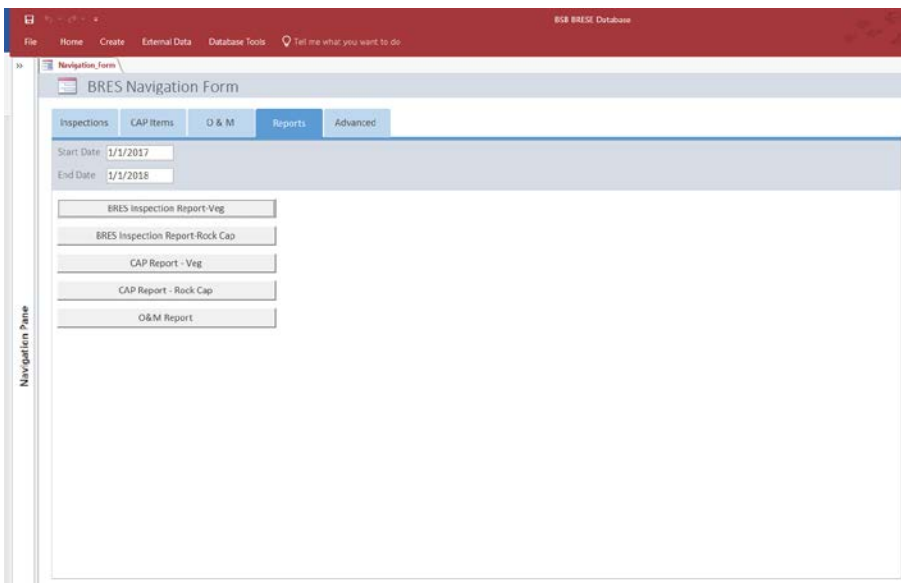 BSB BRESE Database
File Home Create External Data Database Tools Tell me what you want to do
Navigation_Form
BRES Navigation Form
Inspections CAP Items O & M Reports Advanced
Start Date 1/1/2017
End Date 1/1/2018
BRES Inspection Report-Veg
BRES Inspection Report-Rock Cap
CAP Report - Veg
CAP Report - Rock Cap
O&M Report
Navigation Pane